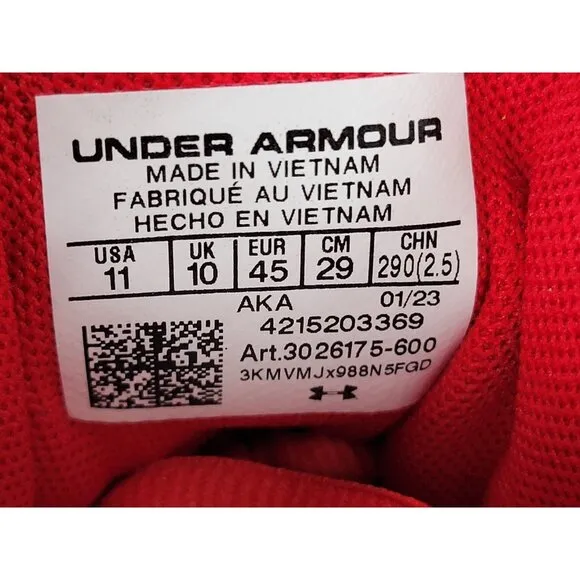 UNDER ARMOUR
MADE IN VIETNAM
FABRIQUÉ AU VIETNAM
HECHO EN VIETNAM
USA UK EUR CM CHN
11 10 45 29 290(2.5)
AKA 01/23
4215203369
Art.3026175-600
3KMVMJx988N5FGD